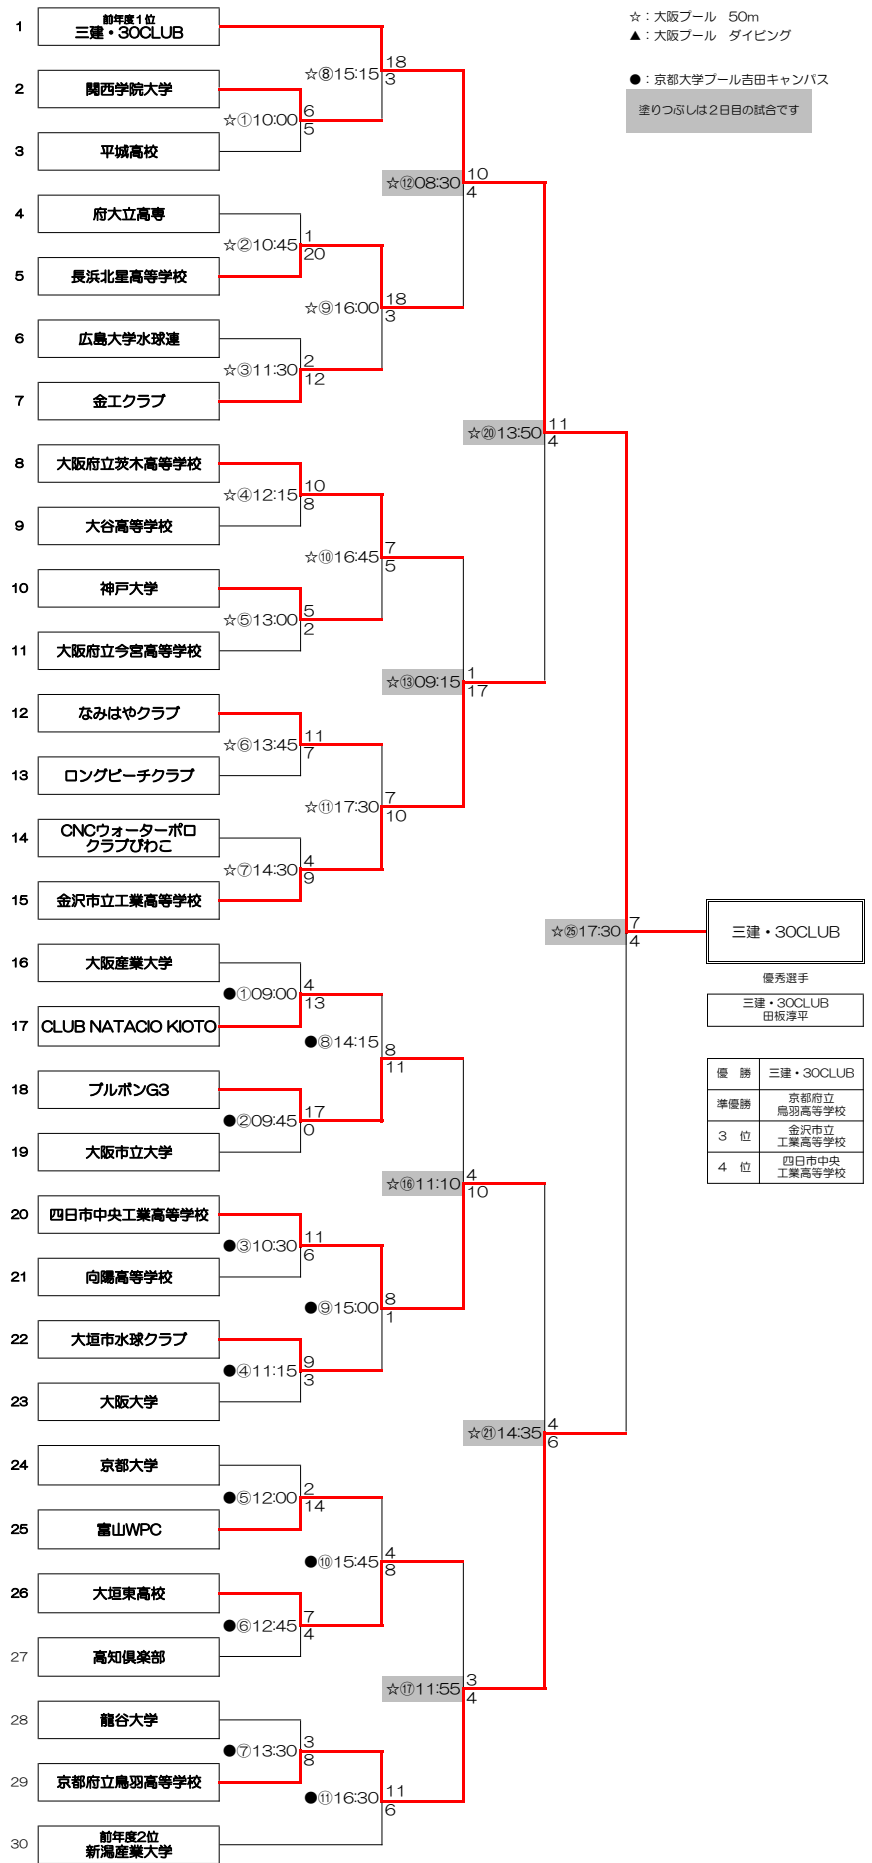 ☆：大阪プール　50m
▲：大阪プール　ダイビング
●：京都大学プール吉田キャンパス
塗りつぶしは２日目の試合です
1
前年度１位
三建・30CLUB
☆⑧15:15
18
3
2
関西学院大学
☆①10:00
6
5
3
平城高校
☆⑫08:30
10
4
4
府大立高専
☆②10:45
1
20
5
長浜北星高等学校
☆⑨16:00
18
3
6
広島大学水球連
☆③11:30
2
12
7
金工クラブ
☆⑳13:50
11
4
8
大阪府立茨木高等学校
☆④12:15
10
8
9
大谷高等学校
☆⑩16:45
7
5
10
神戸大学
☆⑤13:00
5
2
11
大阪府立今宮高等学校
☆⑬09:15
1
17
12
なみはやクラブ
☆⑥13:45
11
7
13
ロングビーチクラブ
☆⑪17:30
7
10
14
CNCウォーターポロ
クラブびわこ
☆⑦14:30
4
9
15
金沢市立工業高等学校
☆㉕17:30
7
4
三建・30CLUB
優秀選手
三建・30CLUB
田板淳平
16
大阪産業大学
●①09:00
4
13
17
CLUB NATACIO KIOTO
●⑧14:15
8
11
18
ブルボンG3
●②09:45
17
0
19
大阪市立大学
優　勝
三建・30CLUB
準優勝
京都府立
鳥羽高等学校
３　位
金沢市立
工業高等学校
４　位
四日市中央
工業高等学校
☆⑯11:10
4
10
20
四日市中央工業高等学校
●③10:30
11
6
21
向陽高等学校
●⑨15:00
8
1
22
大垣市水球クラブ
●④11:15
9
3
23
大阪大学
☆㉑14:35
4
6
24
京都大学
●⑤12:00
2
14
25
富山WPC
●⑩15:45
4
8
26
大垣東高校
●⑥12:45
7
4
27
高知倶楽部
☆⑰11:55
3
4
28
龍谷大学
●⑦13:30
3
8
29
京都府立鳥羽高等学校
●⑪16:30
11
6
30
前年度2位
新潟産業大学